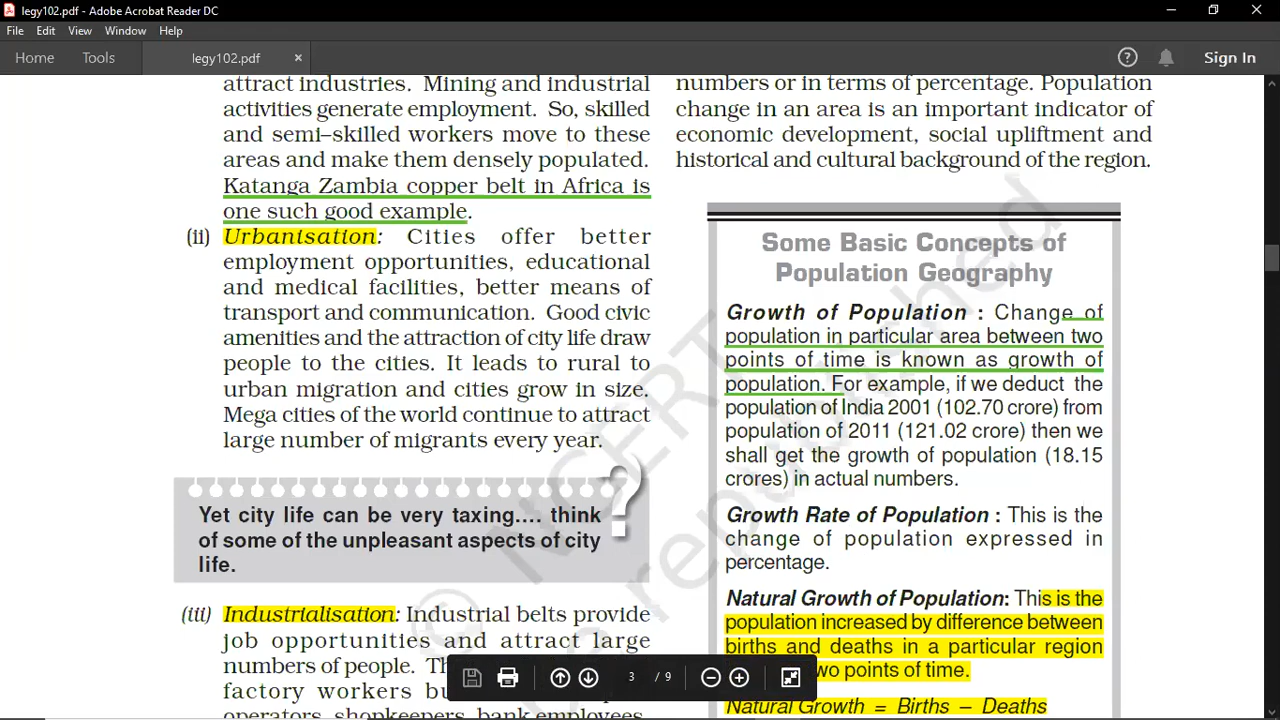 legy102.pdf - Adobe Acrobat Reader DC
File Edit View Window Help
Home Tools legy102.pdf × ? Sign In
attract industries. Mining and industrial
activities generate employment. So, skilled
and semi–skilled workers move to these
areas and make them densely populated.
Katanga Zambia copper belt in Africa is
one such good example.
(ii) Urbanisation: Cities offer better
employment opportunities, educational
and medical facilities, better means of
transport and communication. Good civic
amenities and the attraction of city life draw
people to the cities. It leads to rural to
urban migration and cities grow in size.
Mega cities of the world continue to attract
large number of migrants every year.
?
Yet city life can be very taxing.... think
of some of the unpleasant aspects of city
life.
(iii) Industrialisation: Industrial belts provide
job opportunities and attract large
numbers of people.
factory workers
operators, shopkeepers, bank employees,
numbers or in terms of percentage. Population
change in an area is an important indicator of
economic development, social upliftment and
historical and cultural background of the region.
Some Basic Concepts of
Population Geography
Growth of Population : Change of
population in particular area between two
points of time is known as growth of
population. For example, if we deduct the
population of India 2001 (102.70 crore) from
population of 2011 (121.02 crore) then we
shall get the growth of population (18.15
crores) in actual numbers.
Growth Rate of Population : This is the
change of population expressed in
percentage.
Natural Growth of Population: This is the
population increased by difference between
births and deaths in a particular region
two points of time.
Natural Growth = Births – Deaths
3 / 9
© NCERT
republished